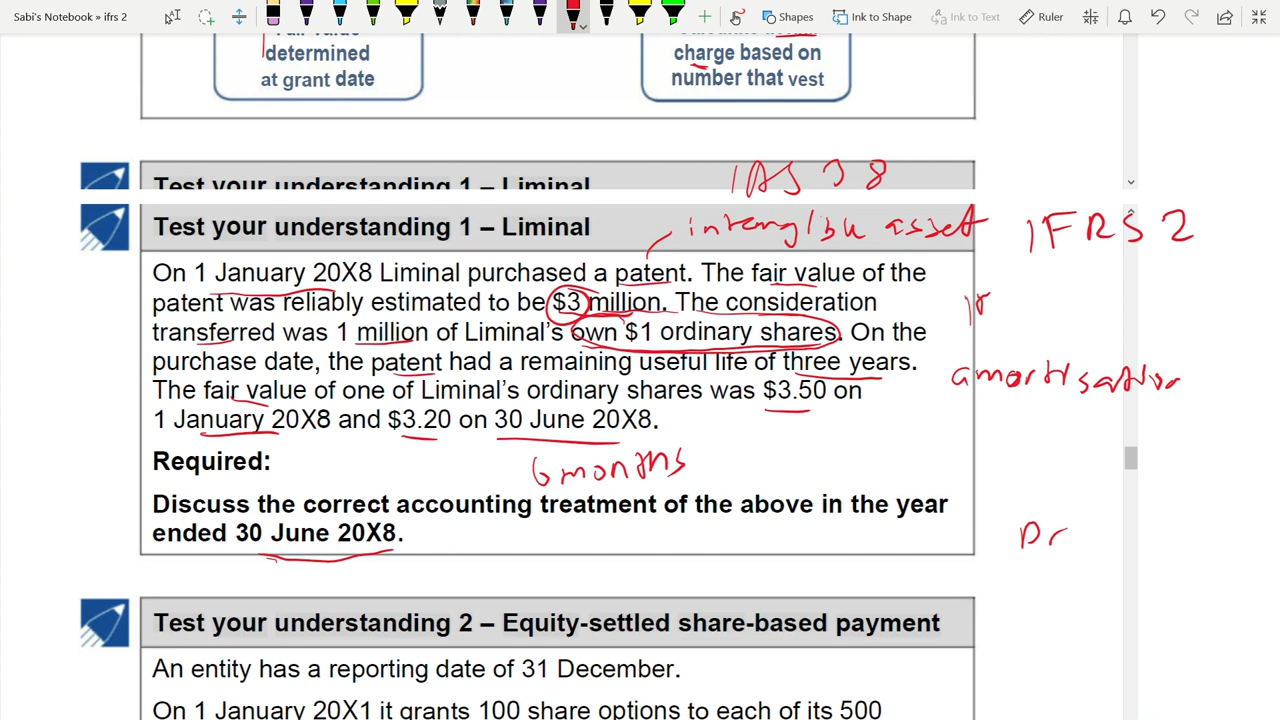 Sabi's Notebook » ifrs 2
Shapes
Ink to Shape
Ink to Text
Ruler
determined
at grant date
charge based on
number that vest
IAS 38
Test your understanding 1 – Liminal
Test your understanding 1 – Liminal
intangible asset
IFRS 2
On 1 January 20X8 Liminal purchased a patent. The fair value of the
patent was reliably estimated to be $3 million. The consideration
transferred was 1 million of Liminal's own $1 ordinary shares. On the
purchase date, the patent had a remaining useful life of three years.
amortisation
The fair value of one of Liminal's ordinary shares was $3.50 on
1 January 20X8 and $3.20 on 30 June 20X8.
Required:
6 months
Discuss the correct accounting treatment of the above in the year
ended 30 June 20X8.
Dr
Test your understanding 2 – Equity-settled share-based payment
An entity has a reporting date of 31 December.
On 1 January 20X1 it grants 100 share options to each of its 500